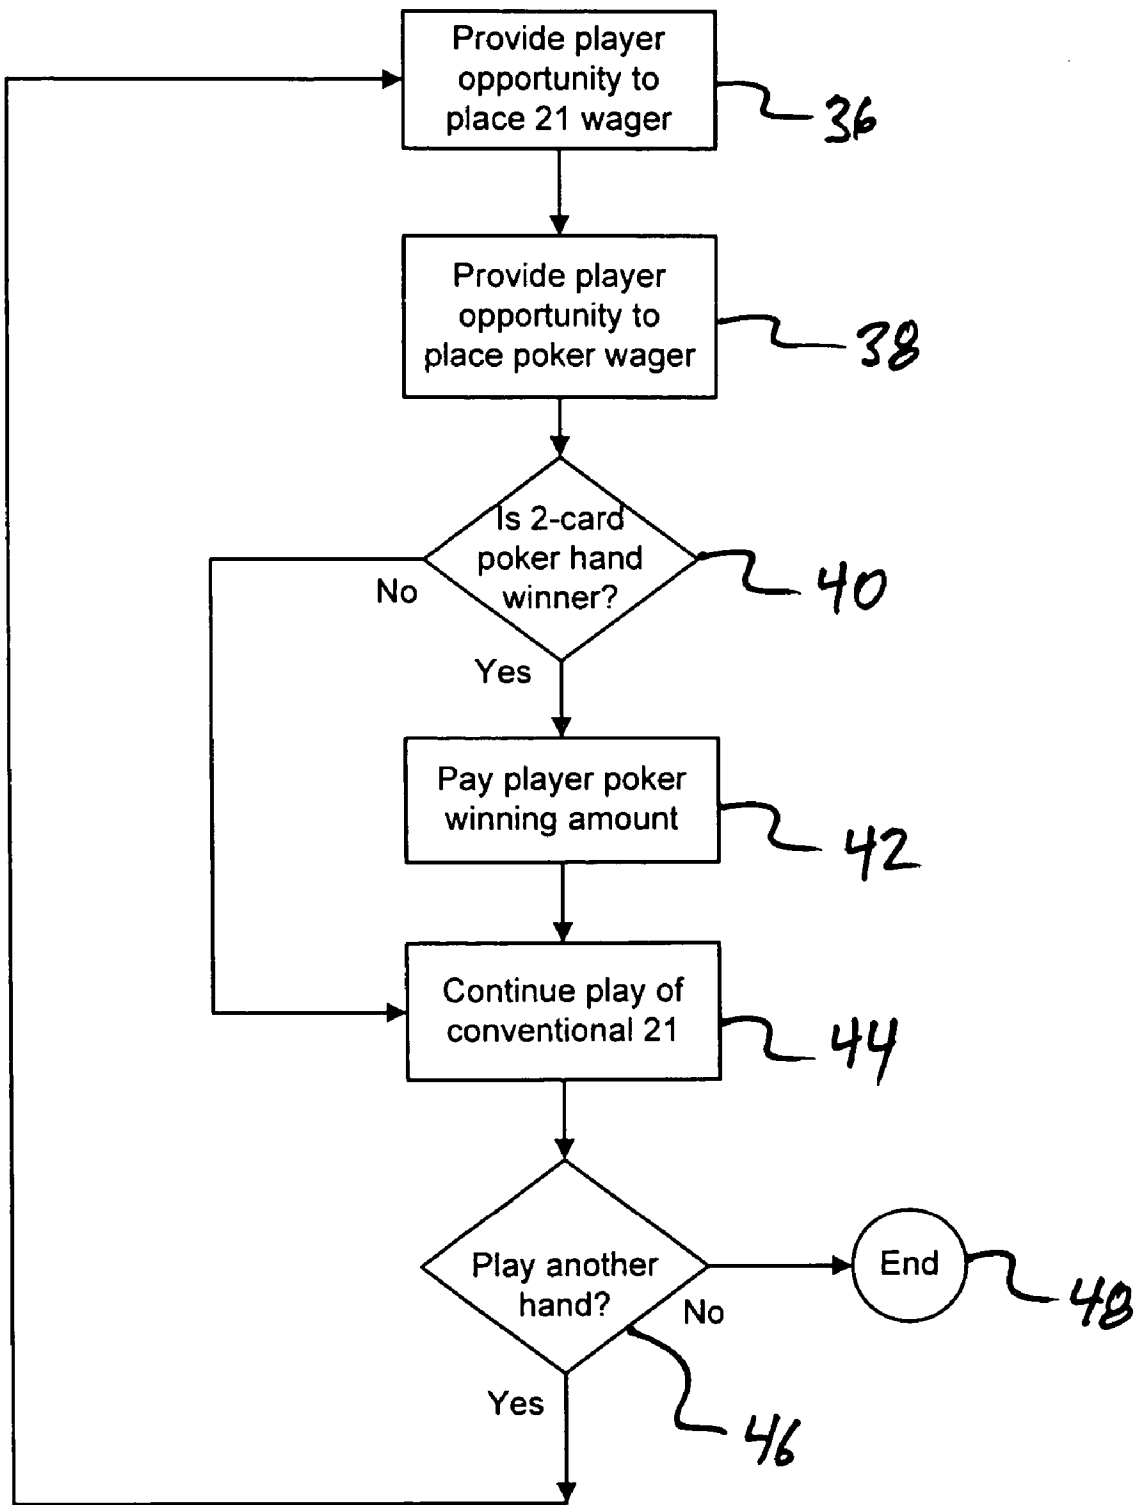 Provide player
opportunity to
place 21 wager
36
Provide player
opportunity to
place poker wager
38
Is 2-card
poker hand
winner?
40
No
Yes
Pay player poker
winning amount
42
Continue play of
conventional 21
44
Play another
hand?
No
End
48
Yes
46